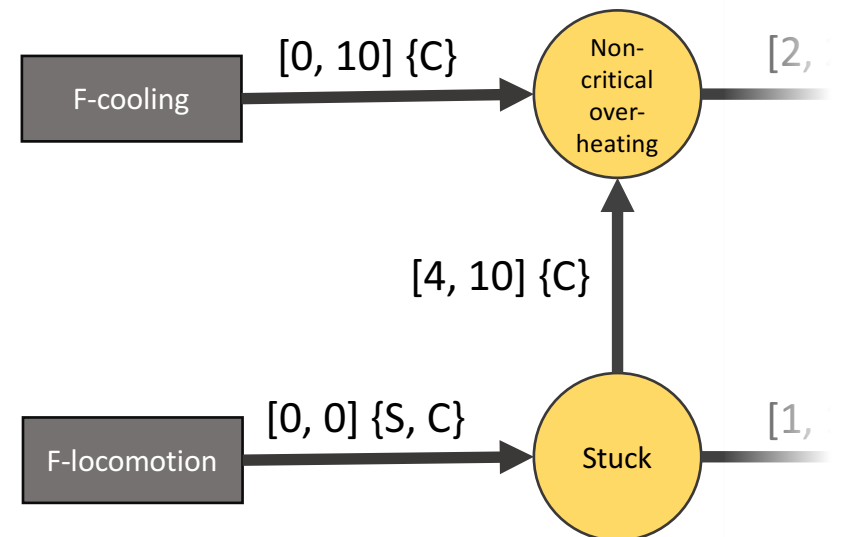 [0, 10] {C}
F-cooling
Non-
critical
over-
heating
[2,
[4, 10] {C}
[0, 0] {S, C}
F-locomotion
Stuck
[1,